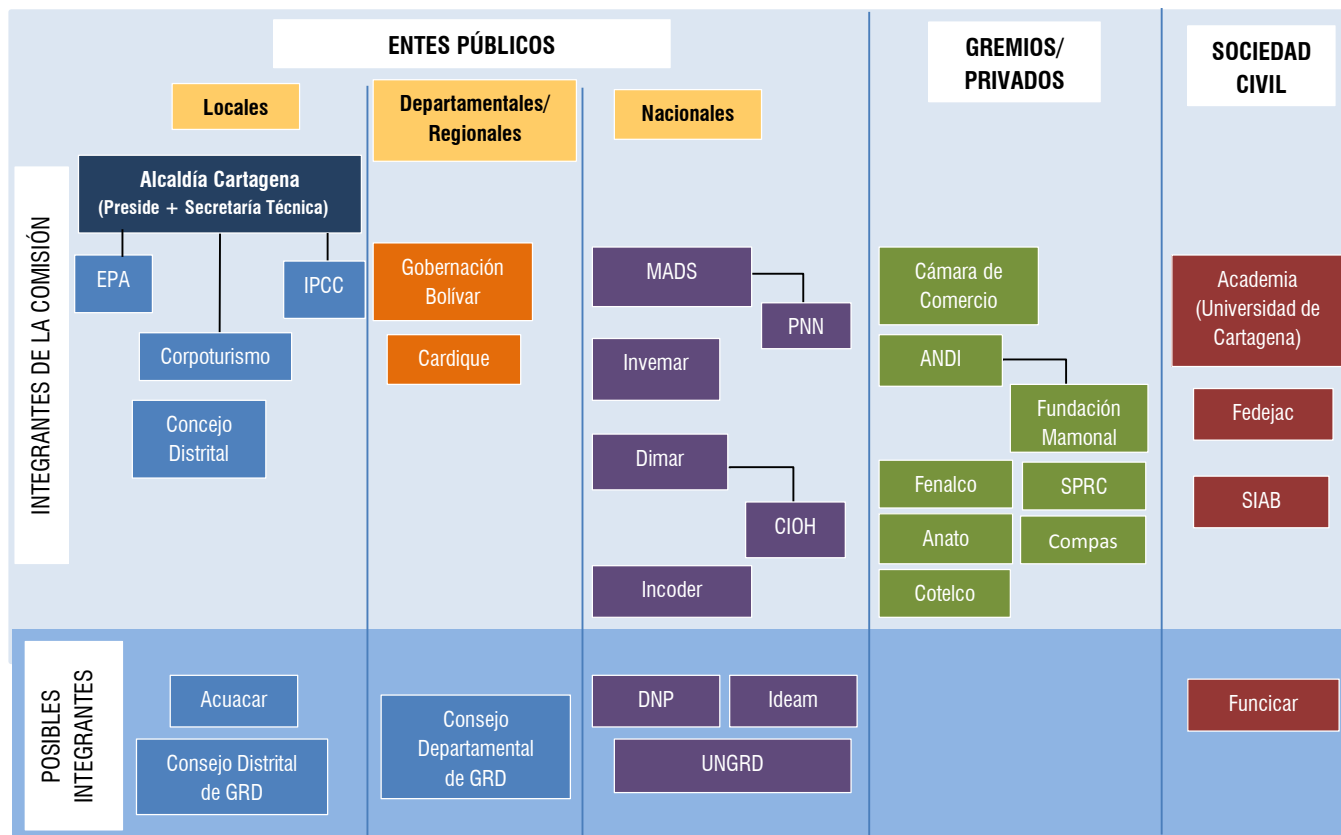 ENTES PÚBLICOS
GREMIOS/
PRIVADOS
SOCIEDAD
CIVIL
Locales
Departamentales/
Regionales
Nacionales
INTEGRANTES DE LA COMISIÓN
Alcaldía Cartagena
(Preside + Secretaría Técnica)
EPA
IPCC
Corpoturismo
Concejo
Distrital
Gobernación
Bolívar
Cardique
MADS
PNN
Invemar
Dimar
CIOH
Incoder
Cámara de
Comercio
ANDI
Fundación
Mamonal
Fenalco
SPRC
Anato
Compas
Cotelco
Academia
(Universidad de
Cartagena)
Fedejac
SIAB
POSIBLES
INTEGRANTES
Acuacar
Consejo Distrital
de GRD
Consejo
Departamental
de GRD
DNP
Ideam
UNGRD
Funcicar